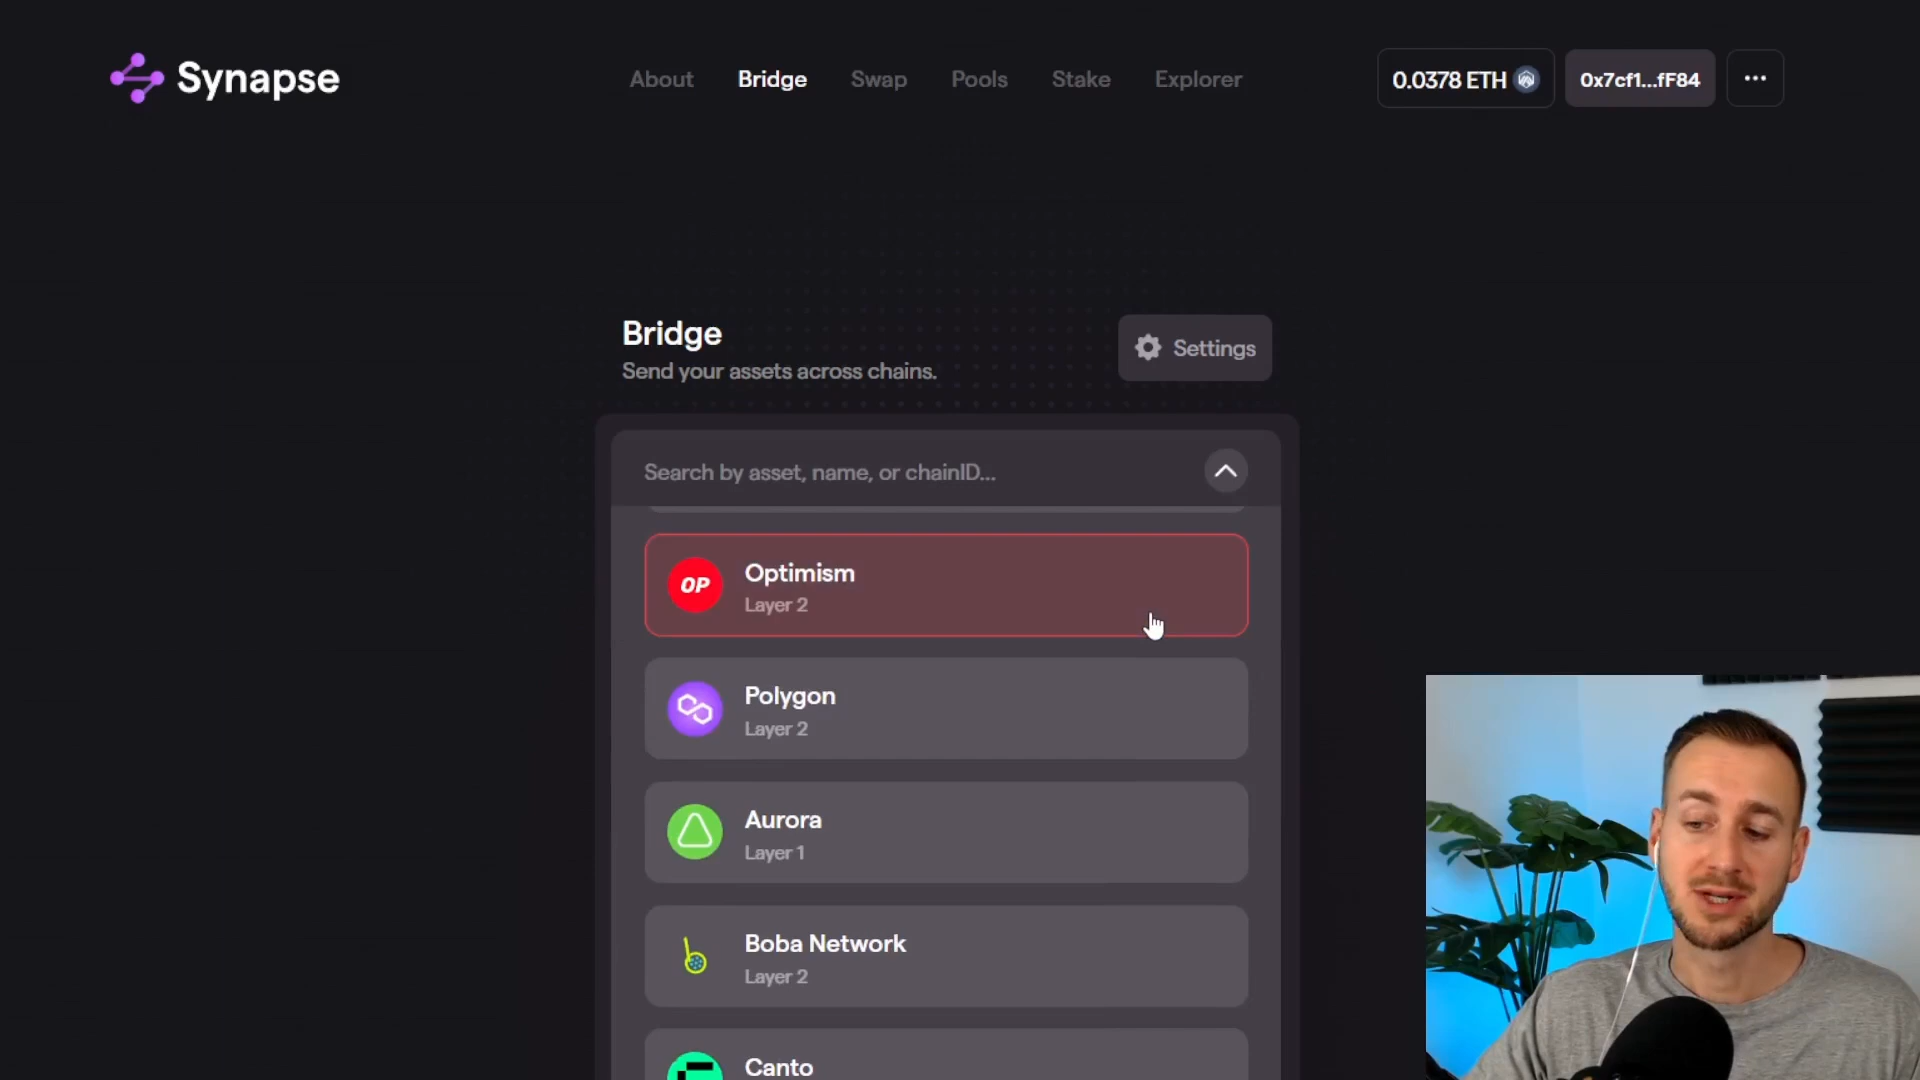 Synapse
About
Bridge
Swap
Pools
Stake
Explorer
0.0378 ETH
0x7cf1...fF84
Bridge
Send your assets across chains.
Settings
Search by asset, name, or chainID...
OP
Optimism
Layer 2
Polygon
Layer 2
Aurora
Layer 1
Boba Network
Layer 2
Canto